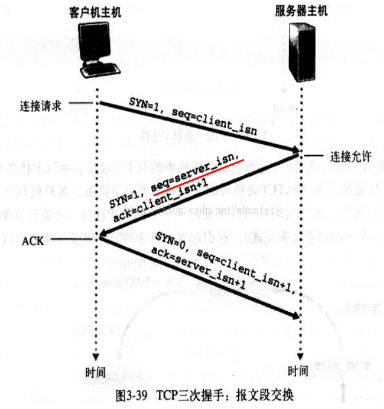 客户机主机
服务器主机
连接请求
SYN=1, seq=client_isn
连接允许
SYN=1, seq=server_isn,
ack=client_isn+1
ACK
SYN=0, seq=client_isn+1,
ack=server_isn+1
时间
时间
图3-39 TCP三次握手：报文段交换